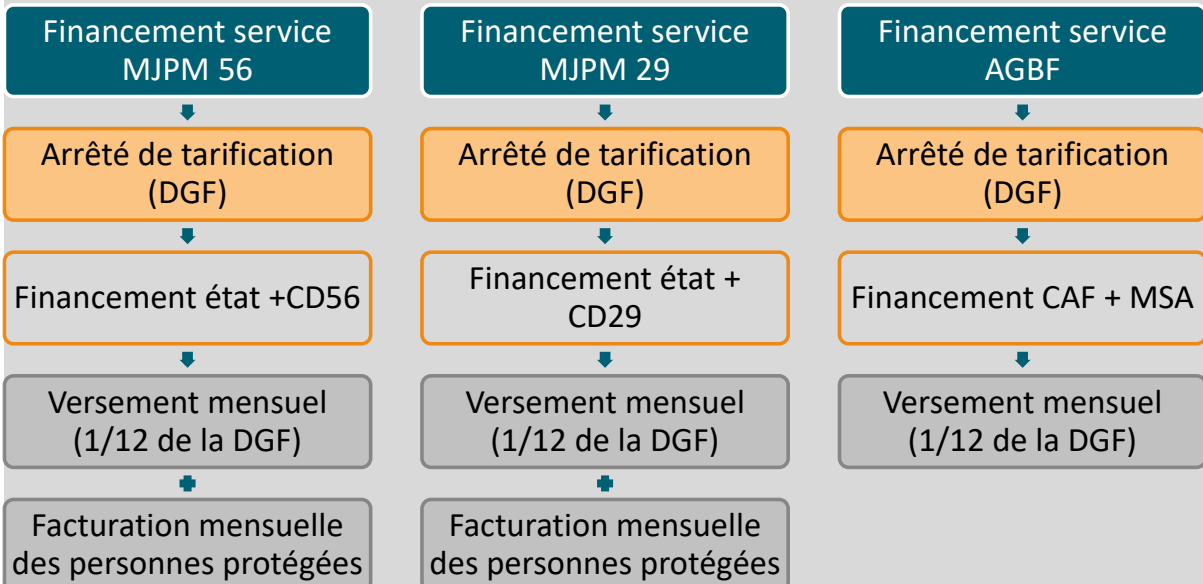 Financement service
MJPM 56
Arrêté de tarification
(DGF)
Financement état +CD56
Versement mensuel
(1/12 de la DGF)
Facturation mensuelle
des personnes protégées
Financement service
MJPM 29
Arrêté de tarification
(DGF)
Financement état +
CD29
Versement mensuel
(1/12 de la DGF)
Facturation mensuelle
des personnes protégées
Financement service
AGBF
Arrêté de tarification
(DGF)
Financement CAF + MSA
Versement mensuel
(1/12 de la DGF)